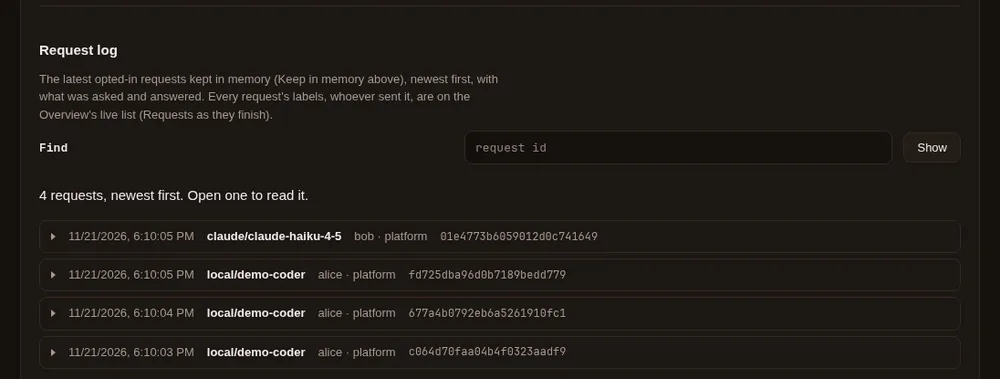 Request log
The latest opted-in requests kept in memory (Keep in memory above), newest first, with
what was asked and answered. Every request's labels, whoever sent it, are on the
Overview's live list (Requests as they finish).
Find
request id
Show
4 requests, newest first. Open one to read it.
11/21/2026, 6:10:05 PM claude/claude-haiku-4-5 bob · platform 01e4773b6059012d0c741649
11/21/2026, 6:10:05 PM local/demo-coder alice · platform fd725dba96d0b7189bedd779
11/21/2026, 6:10:04 PM local/demo-coder alice · platform 677a4b0792eb6a5261910fc1
11/21/2026, 6:10:03 PM local/demo-coder alice · platform c064d70faa04b4f0323aadf9